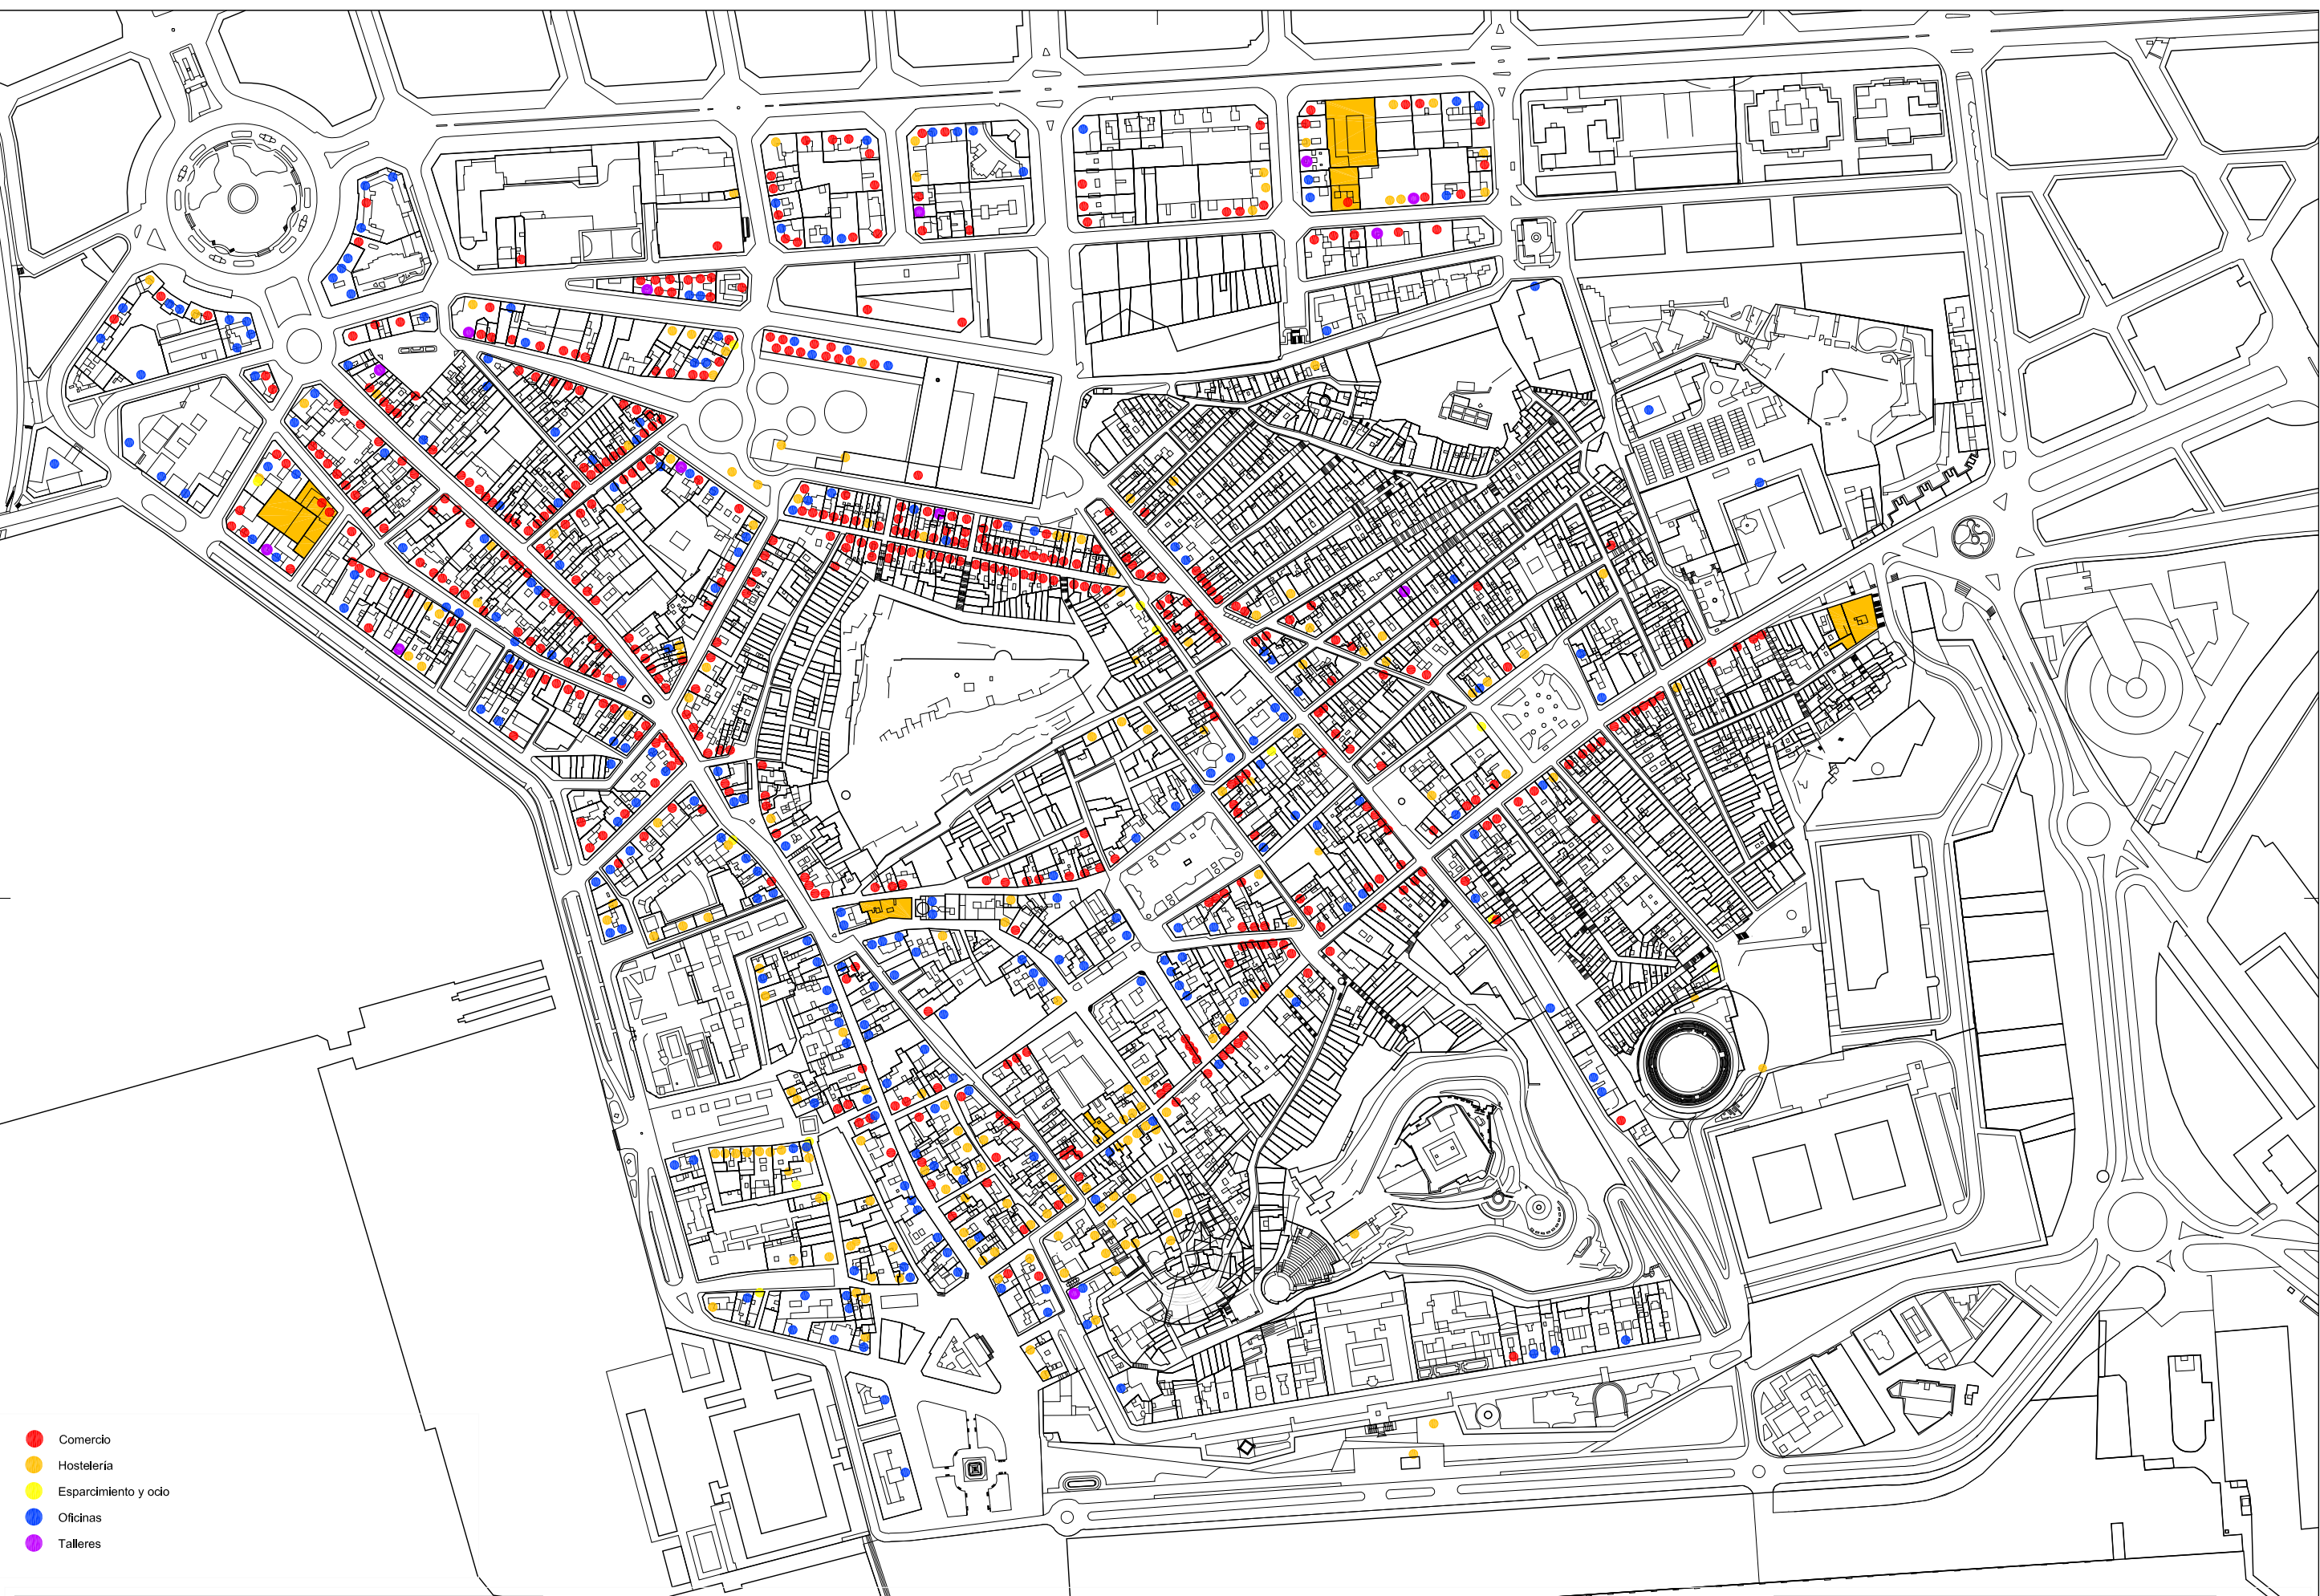 Comercio
Hostelería
Esparcimiento y ocio
Oficinas
Talleres